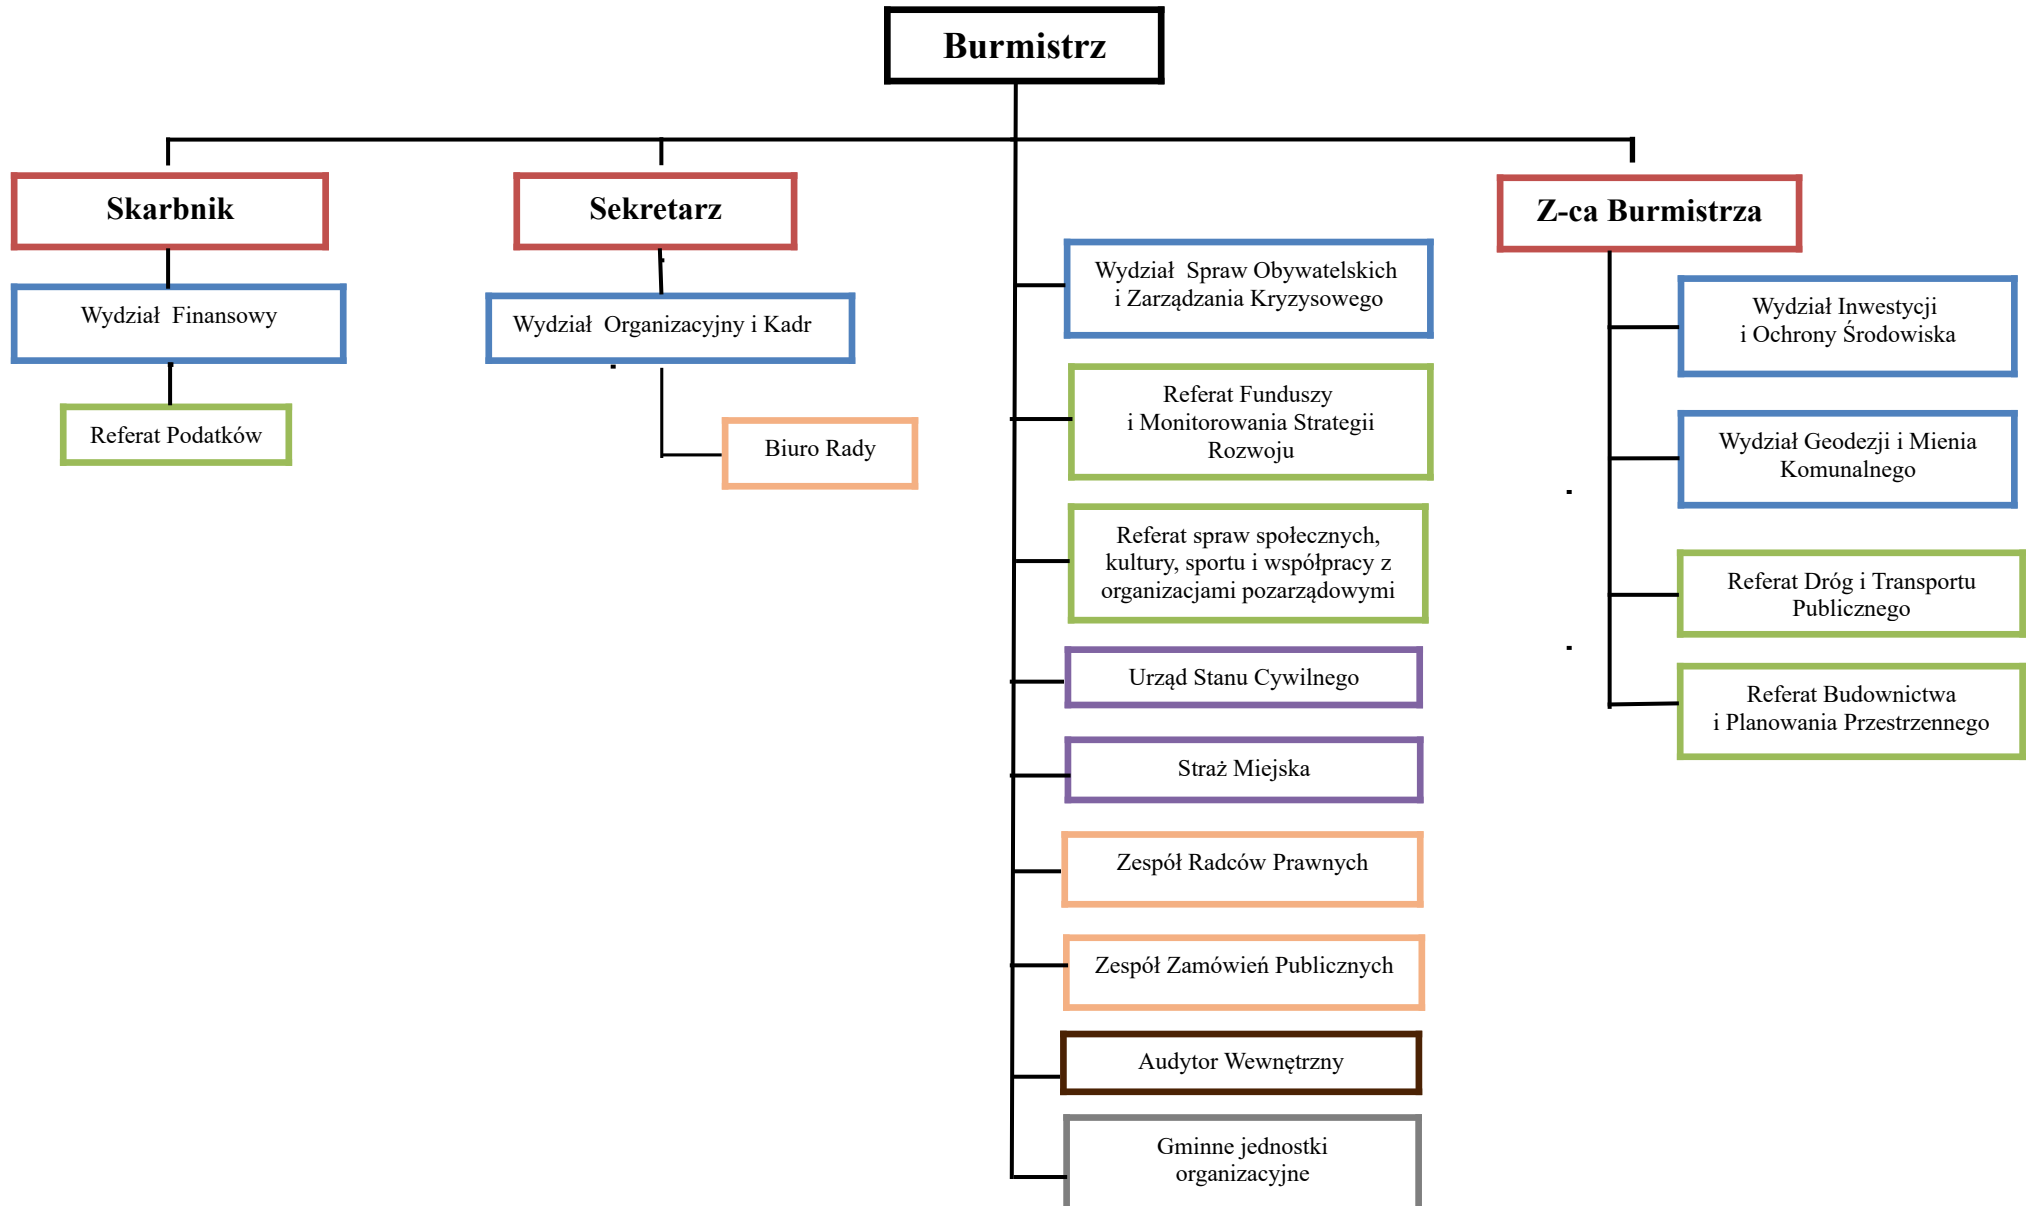 Burmistrz
Skarbnik
Sekretarz
Z-ca Burmistrza
Wydział Finansowy
Referat Podatków
Wydział Organizacyjny i Kadr
Biuro Rady
Wydział Spraw Obywatelskich
i Zarządzania Kryzysowego
Referat Funduszy
i Monitorowania Strategii
Rozwoju
Referat spraw społecznych,
kultury, sportu i współpracy z
organizacjami pozarządowymi
Urząd Stanu Cywilnego
Straż Miejska
Zespół Radców Prawnych
Zespół Zamówień Publicznych
Audytor Wewnętrzny
Gminne jednostki
organizacyjne
Wydział Inwestycji
i Ochrony Środowiska
Wydział Geodezji i Mienia
Komunalnego
Referat Dróg i Transportu
Publicznego
Referat Budownictwa
i Planowania Przestrzennego